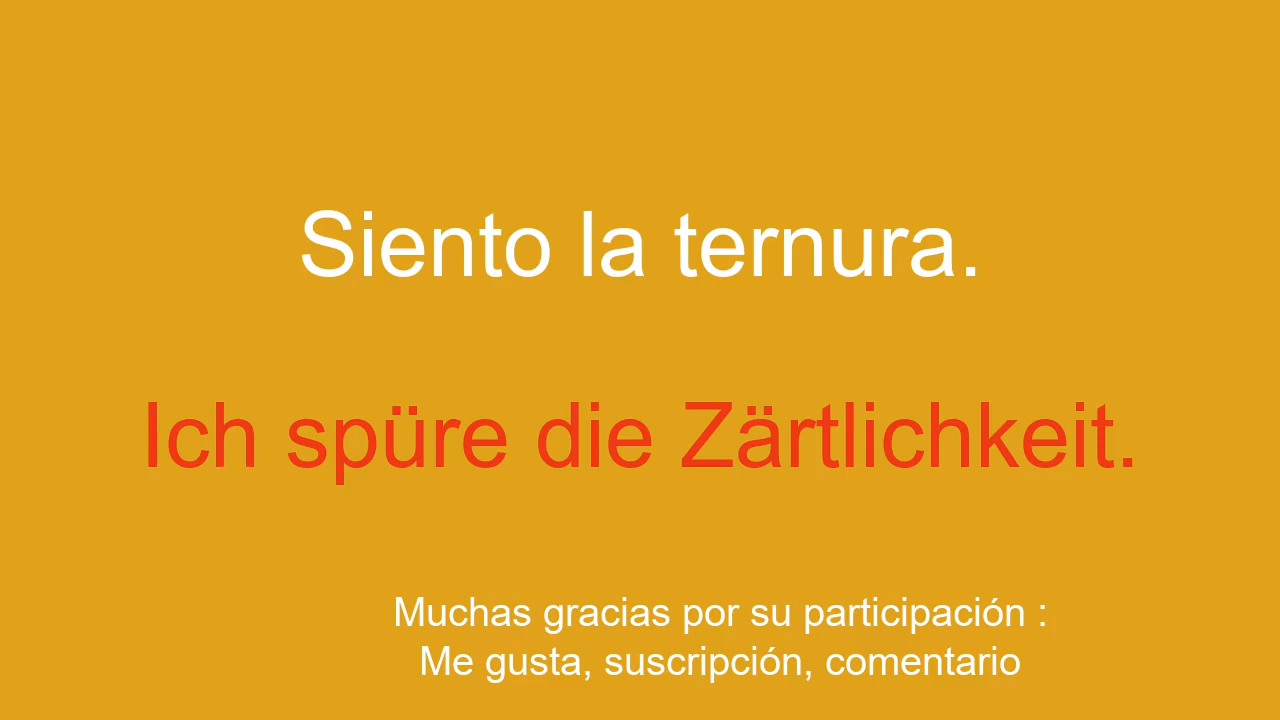 Siento la ternura.
Ich spüre die Zärtlichkeit.
Muchas gracias por su participación :
Me gusta, suscripción, comentario